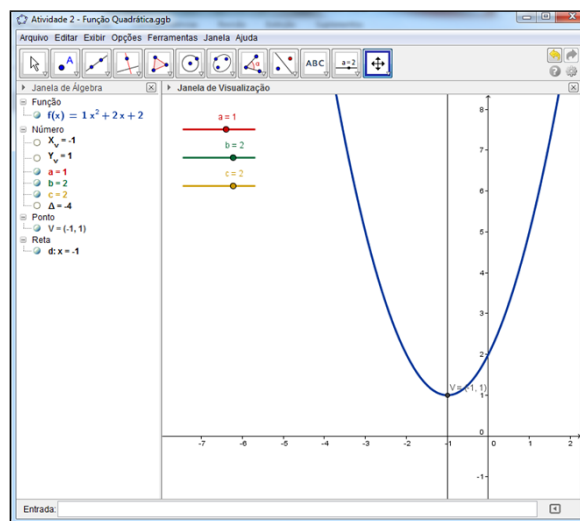 Atividade 2 - Função Quadrática.ggb
Arquivo Editar Exibir Opções Ferramentas Janela Ajuda
A
ABC
a=2
Janela de Álgebra
Janela de Visualização
Função
f(x) = 1 x² + 2 x + 2
Número
Xv = -1
Yv = 1
a = 1
b = 2
c = 2
Δ = -4
Ponto
V = (-1, 1)
Reta
d: x = -1
a = 1
b = 2
c = 2
8
7
6
5
4
3
2
1
0
-1
-7 -6 -5 -4 -3 -2 -1 0 1 2
V = (-1, 1)
Entrada: